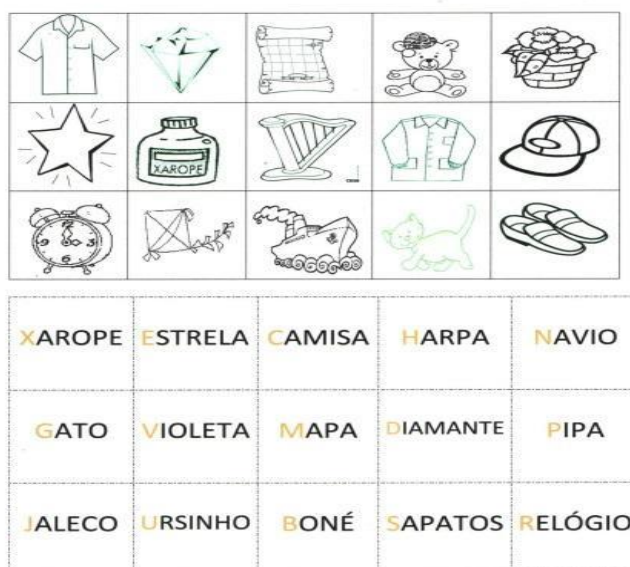 XAROPE
XAROPE ESTRELA CAMISA HARPA NAVIO
GATO VIOLETA MAPA DIAMANTE PIPA
JALECO URSINHO BONÉ SAPATOS RELÓGIO